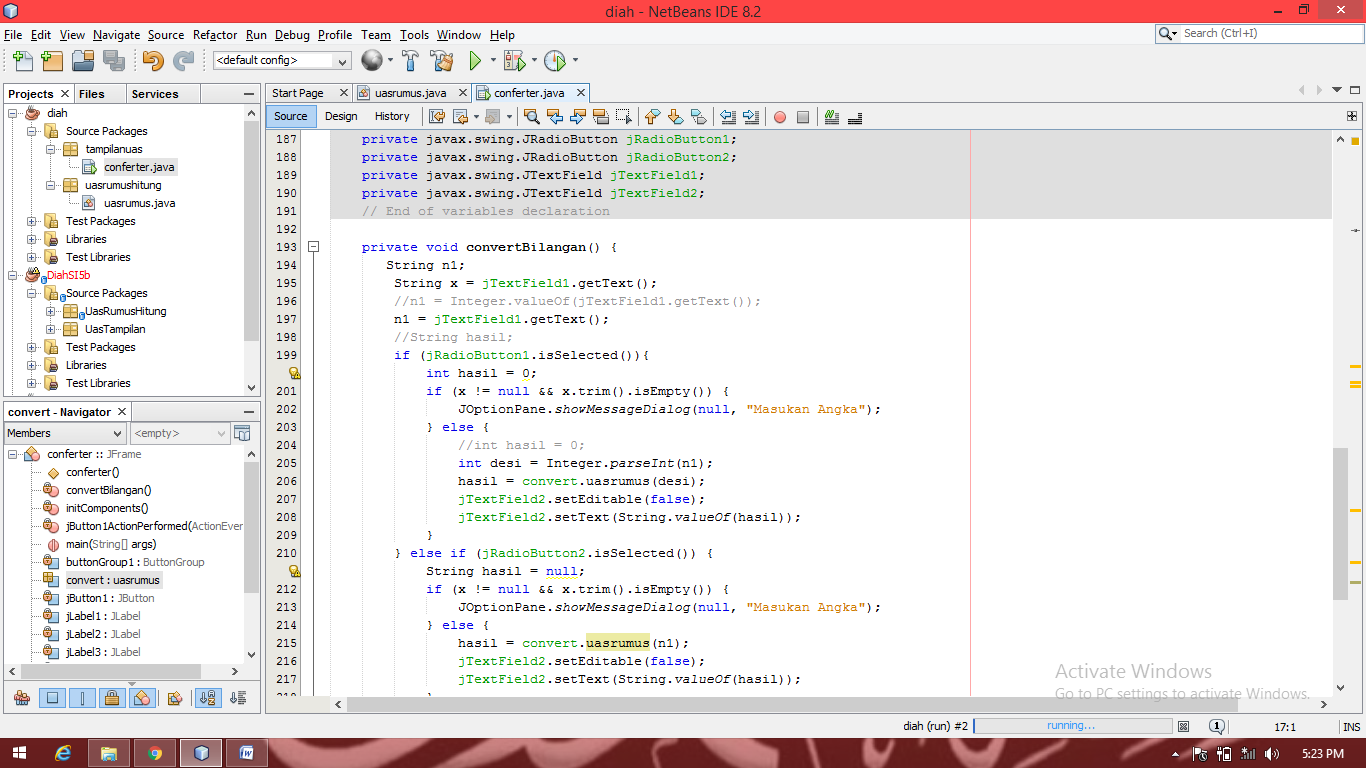 diah - NetBeans IDE 8.2
File Edit View Navigate Source Refactor Run Debug Profile Team Tools Window Help
Search (Ctrl+I)
<default config>
Projects Files Services
diah
Source Packages
tampilanuas
conferter.java
uasrumushitung
uasrumus.java
Test Packages
Libraries
Test Libraries
DiahSI5b
Source Packages
UasRumusHitung
UasTampilan
Test Packages
Libraries
Test Libraries
convert - Navigator
Members <empty>
conferter :: JFrame
conferter()
convertBilangan()
initComponents()
jButton1ActionPerformed(ActionEver
main(String[] args)
buttonGroup1 : ButtonGroup
convert : uasrumus
jButton1 : JButton
jLabel1 : JLabel
jLabel2 : JLabel
jLabel3 : JLabel
Start Page uasrumus.java conferter.java
Source Design History
187 private javax.swing.JRadioButton jRadioButton1;
188 private javax.swing.JRadioButton jRadioButton2;
189 private javax.swing.JTextField jTextField1;
190 private javax.swing.JTextField jTextField2;
191 // End of variables declaration
192
193 private void convertBilangan() {
194 String n1;
195 String x = jTextField1.getText();
196 //n1 = Integer.valueOf(jTextField1.getText());
197 n1 = jTextField1.getText();
198 //String hasil;
199 if (jRadioButton1.isSelected()){
int hasil = 0;
201 if (x != null && x.trim().isEmpty()) {
202 JOptionPane.showMessageDialog(null, "Masukan Angka");
203 } else {
204 //int hasil = 0;
205 int desi = Integer.parseInt(n1);
206 hasil = convert.uasrumus(desi);
207 jTextField2.setEditable(false);
208 jTextField2.setText(String.valueOf(hasil));
209 }
210 } else if (jRadioButton2.isSelected()) {
String hasil = null;
212 if (x != null && x.trim().isEmpty()) {
213 JOptionPane.showMessageDialog(null, "Masukan Angka");
214 } else {
215 hasil = convert.uasrumus(n1);
216 jTextField2.setEditable(false);
217 jTextField2.setText(String.valueOf(hasil));
Activate Windows
Go to PC settings to activate Windows.
diah (run) #2 running... 1 17:1 INS
5:23 PM